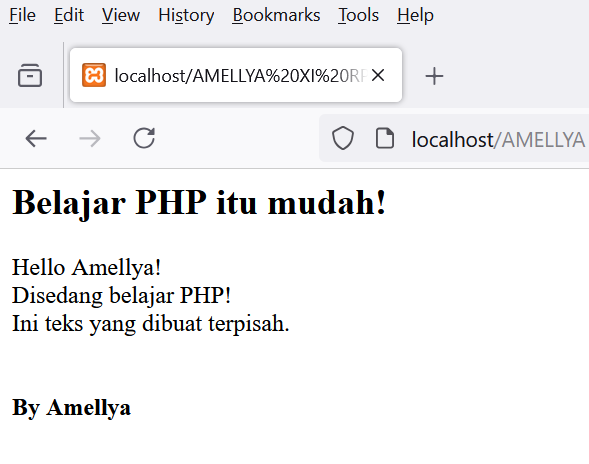 File Edit View History Bookmarks Tools Help
localhost/AMELLYA%20XI%20RP
localhost/AMELLYA
Belajar PHP itu mudah!
Hello Amellya!
Disedang belajar PHP!
Ini teks yang dibuat terpisah.
By Amellya